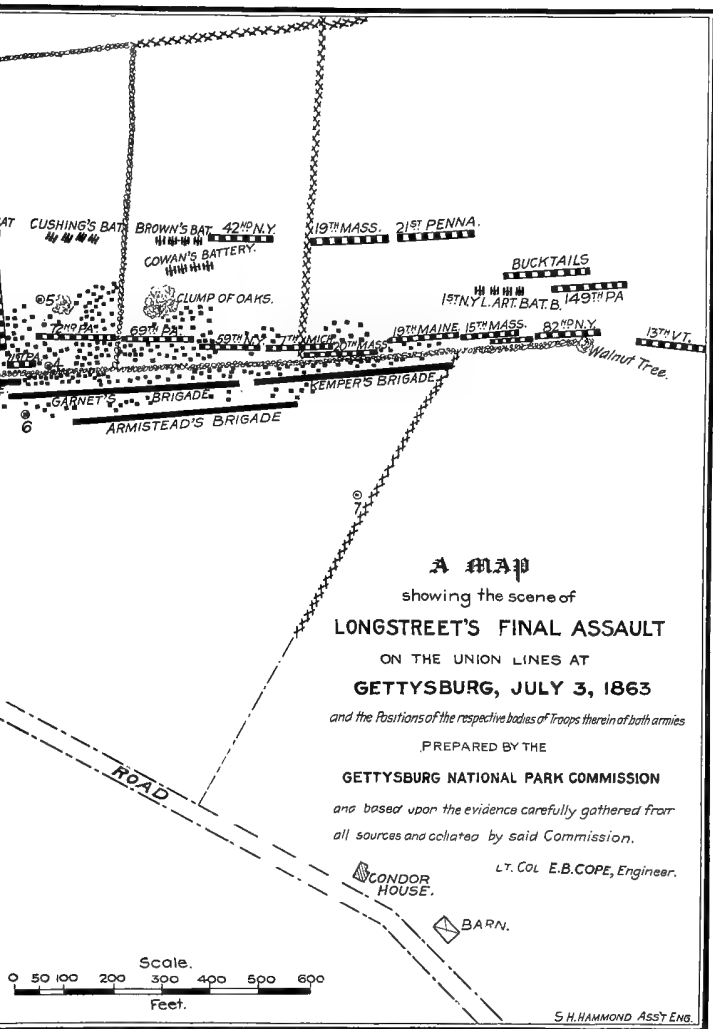 CUSHING'S BAT.
BROWN'S BAT.
42ND N.Y.
19TH MASS.
21ST PENNA.
COWAN'S BATTERY.
BUCKTAILS
5
CLUMP OF OAKS.
1ST N.Y.L. ART. BAT. B.
149TH PA
72ND PA.
69TH PA.
59TH N.Y.
7TH MICH.
20TH MASS.
19TH MAINE.
15TH MASS.
82ND N.Y.
13TH VT.
Walnut Tree.
71ST PA.
4
GARNET'S BRIGADE
KEMPER'S BRIGADE.
6
ARMISTEAD'S BRIGADE
7
A MAP
showing the scene of
LONGSTREET'S FINAL ASSAULT
ON THE UNION LINES AT
GETTYSBURG, JULY 3, 1863
and the Positions of the respective bodies of Troops therein of both armies
PREPARED BY THE
GETTYSBURG NATIONAL PARK COMMISSION
and based upon the evidence carefully gathered from
all sources and collated by said Commission.
LT. COL E.B. COPE, Engineer.
ROAD
CONDOR
HOUSE.
BARN.
Scale.
0 50 100 200 300 400 500 600
Feet.
S.H. HAMMOND ASS'T ENG.